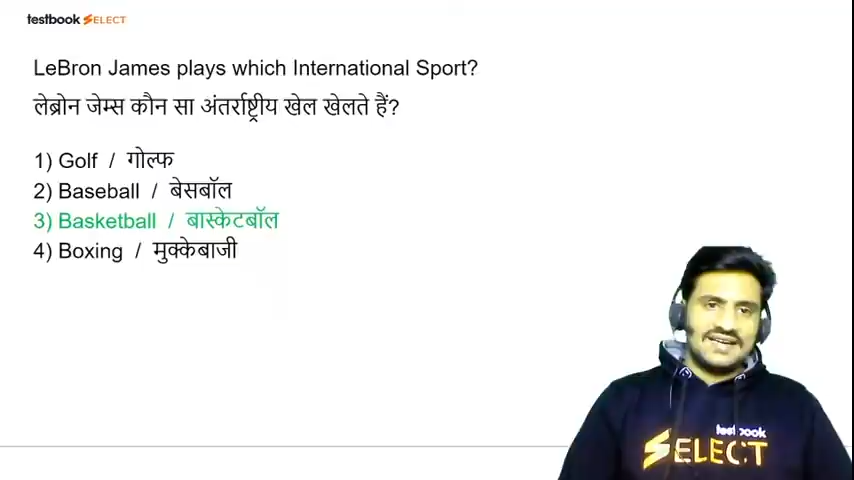 testbook SELECT
LeBron James plays which International Sport?
लेब्रोन जेम्स कौन सा अंतर्राष्ट्रीय खेल खेलते हैं?
1) Golf / गोल्फ
2) Baseball / बेसबॉल
3) Basketball / बास्केटबॉल
4) Boxing / मुक्केबाजी
testbook
SELECT